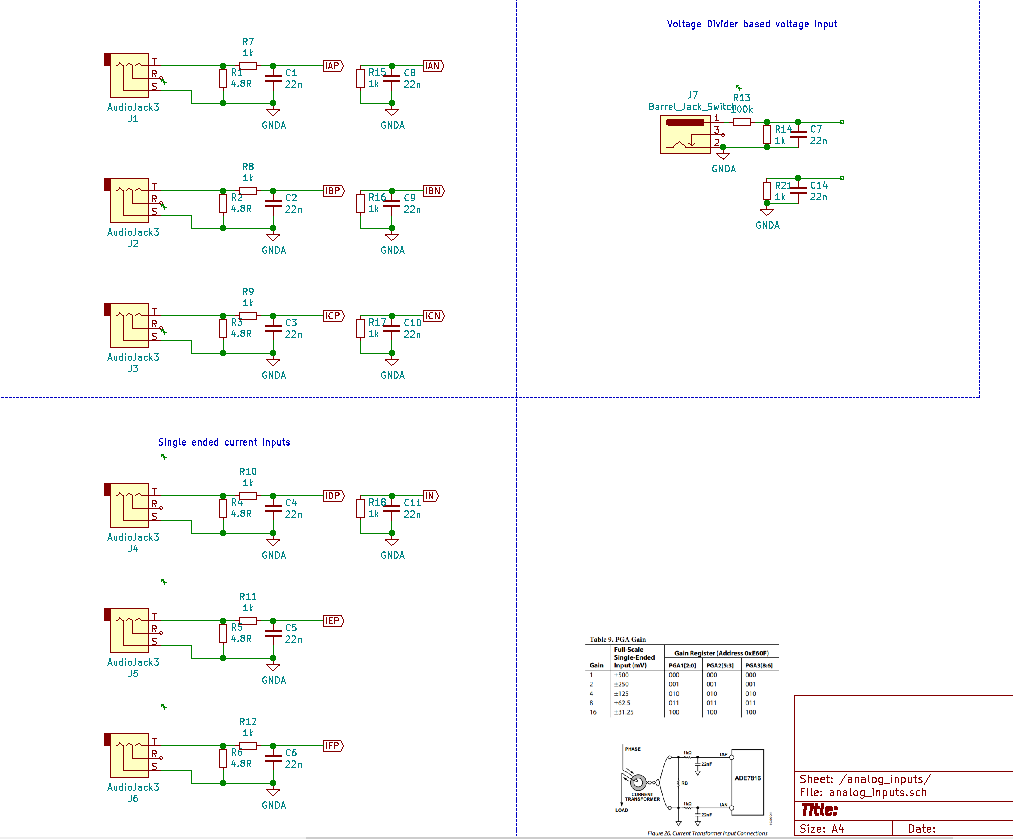 Voltage Divider based voltage input
R7
1k
T
R
S
R1
4.8R
C1
22n
IAP
R15
1k
C8
22n
IAN
AudioJack3
J1
GNDA
GNDA
J7
Barrel_Jack_Switch
R13
100k
1
3
2
R14
1k
C7
22n
GNDA
R8
1k
T
R
S
R2
4.8R
C2
22n
IBP
R16
1k
C9
22n
IBN
AudioJack3
J2
GNDA
GNDA
R21
1k
C14
22n
GNDA
R9
1k
T
R
S
R3
4.8R
C3
22n
ICP
R17
1k
C10
22n
ICN
AudioJack3
J3
GNDA
GNDA
Single ended current inputs
R10
1k
T
R
S
R4
4.8R
C4
22n
IDP
R18
1k
C11
22n
IN
AudioJack3
J4
GNDA
GNDA
R11
1k
T
R
S
R5
4.8R
C5
22n
IEP
AudioJack3
J5
GNDA
R12
1k
T
R
S
R6
4.8R
C6
22n
IFP
AudioJack3
J6
GNDA
Table 9. PGA Gain
Gain
Full-Scale
Single-Ended
Input (mV)
Gain Register (Address 0xE60F)
PGA1[2:0] PGA2[5:3] PGA3[8:6]
1 ±500 000 000 000
2 ±250 001 001 001
4 ±125 010 010 010
8 ±62.5 011 011 011
16 ±31.25 100 100 100
PHASE
1kΩ
IAP
22nF
RB
ADE7816
CURRENT
TRANSFORMER
LOAD
1kΩ
IAN
22nF
Figure 26. Current Transformer Input Connections
Sheet: /analog_inputs/
File: analog_inputs.sch
Title:
Size: A4
Date: